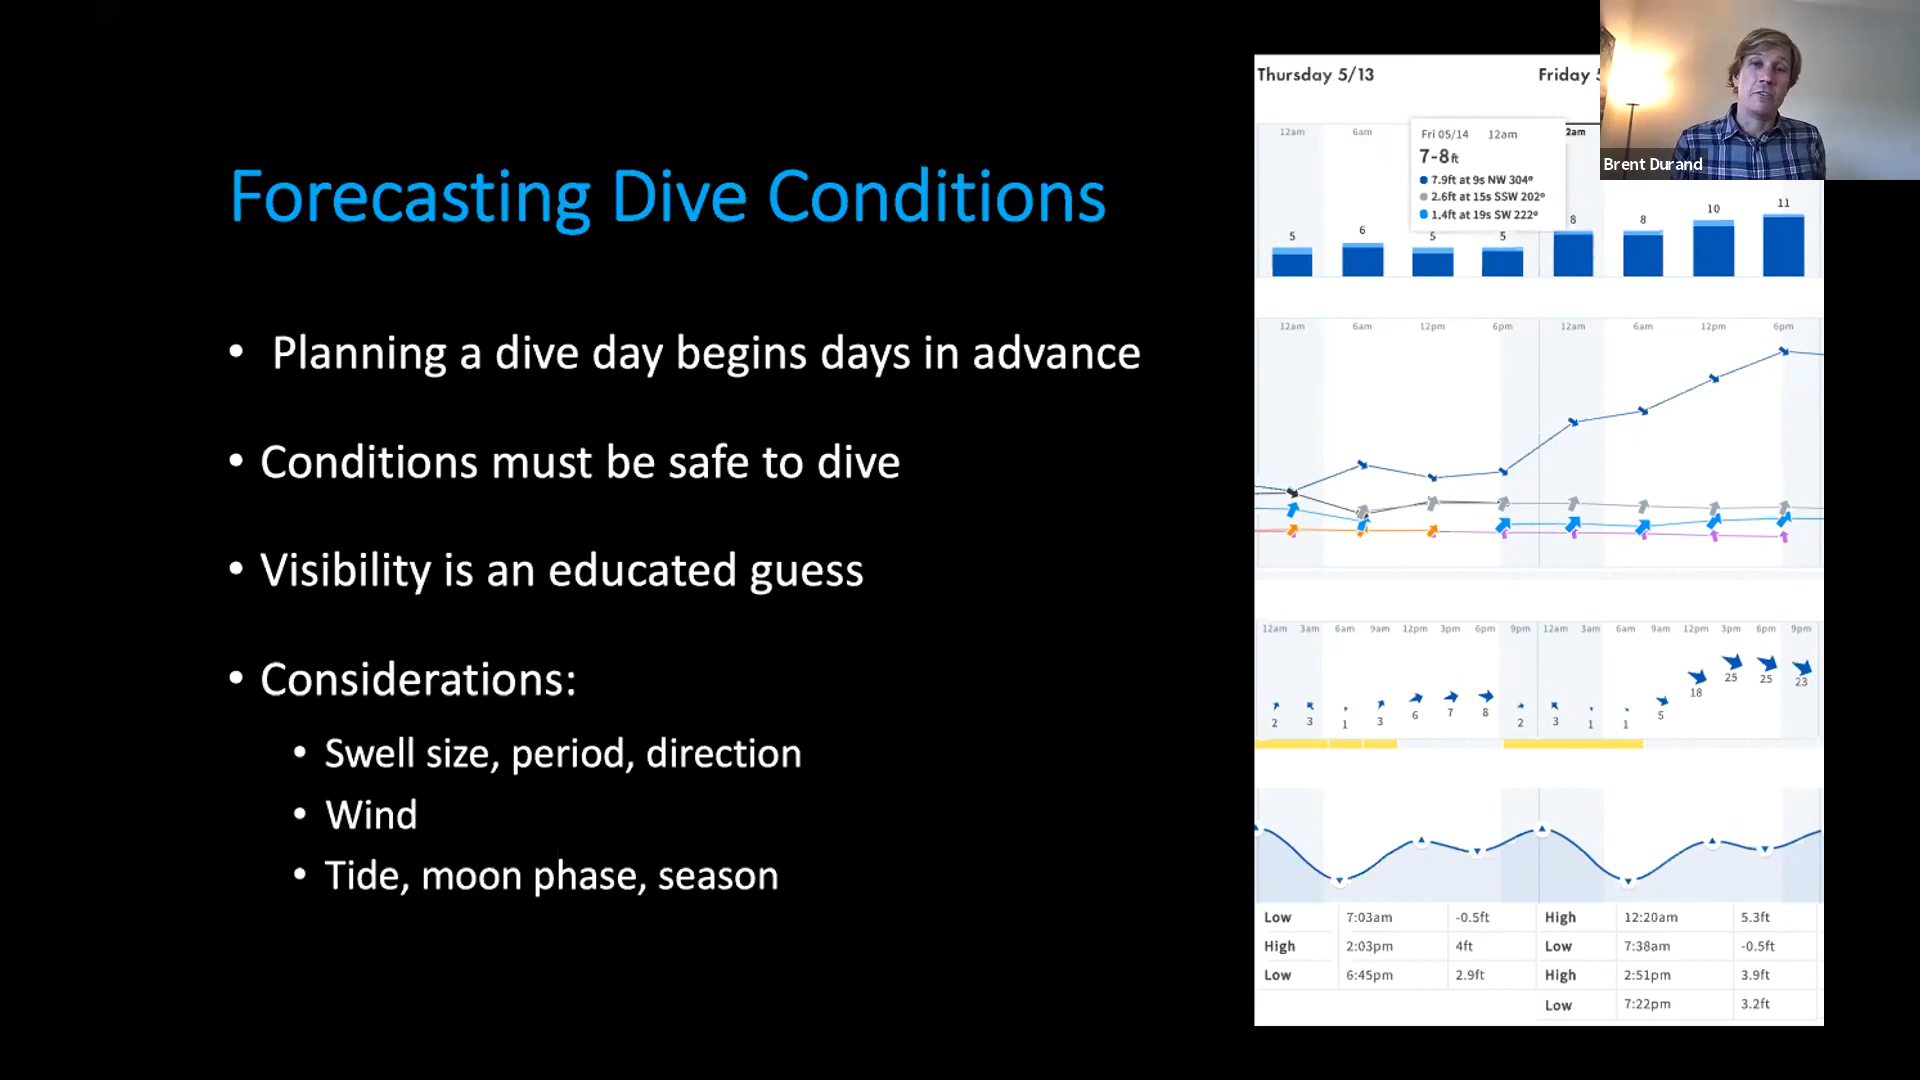 Forecasting Dive Conditions
• Planning a dive day begins days in advance
• Conditions must be safe to dive
• Visibility is an educated guess
• Considerations:
• Swell size, period, direction
• Wind
• Tide, moon phase, season
Brent Durand
Thursday 5/13 Friday
12am 6am 2am
Fri 05/14 12am
7-8ft
7.9ft at 9s NW 304º
2.6ft at 15s SSW 202º
1.4ft at 19s SW 222º
5 6 5 5 8 8 10 11
12am 6am 12pm 6pm 12am 6am 12pm 6pm
12am 3am 6am 9am 12pm 3pm 6pm 9pm 12am 3am 6am 9am 12pm 3pm 6pm 9pm
2 3 1 3 6 7 8 2 3 1 1 5 18 25 25 23
Low 7:03am -0.5ft High 12:20am 5.3ft
High 2:03pm 4ft Low 7:38am -0.5ft
Low 6:45pm 2.9ft High 2:51pm 3.9ft
Low 7:22pm 3.2ft